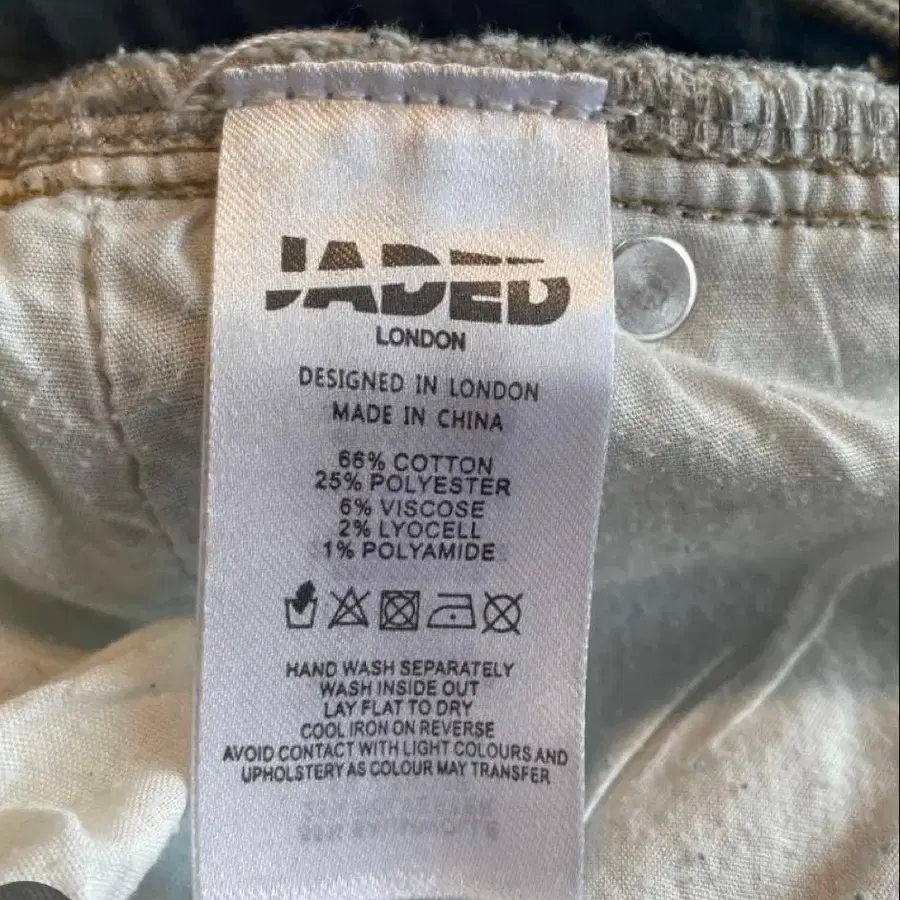 JADED
LONDON
DESIGNED IN LONDON
MADE IN CHINA
66% COTTON
25% POLYESTER
6% VISCOSE
2% LYOCELL
1% POLYAMIDE
HAND WASH SEPARATELY
WASH INSIDE OUT
LAY FLAT TO DRY
COOL IRON ON REVERSE
AVOID CONTACT WITH LIGHT COLOURS AND
UPHOLSTERY AS COLOUR MAY TRANSFER